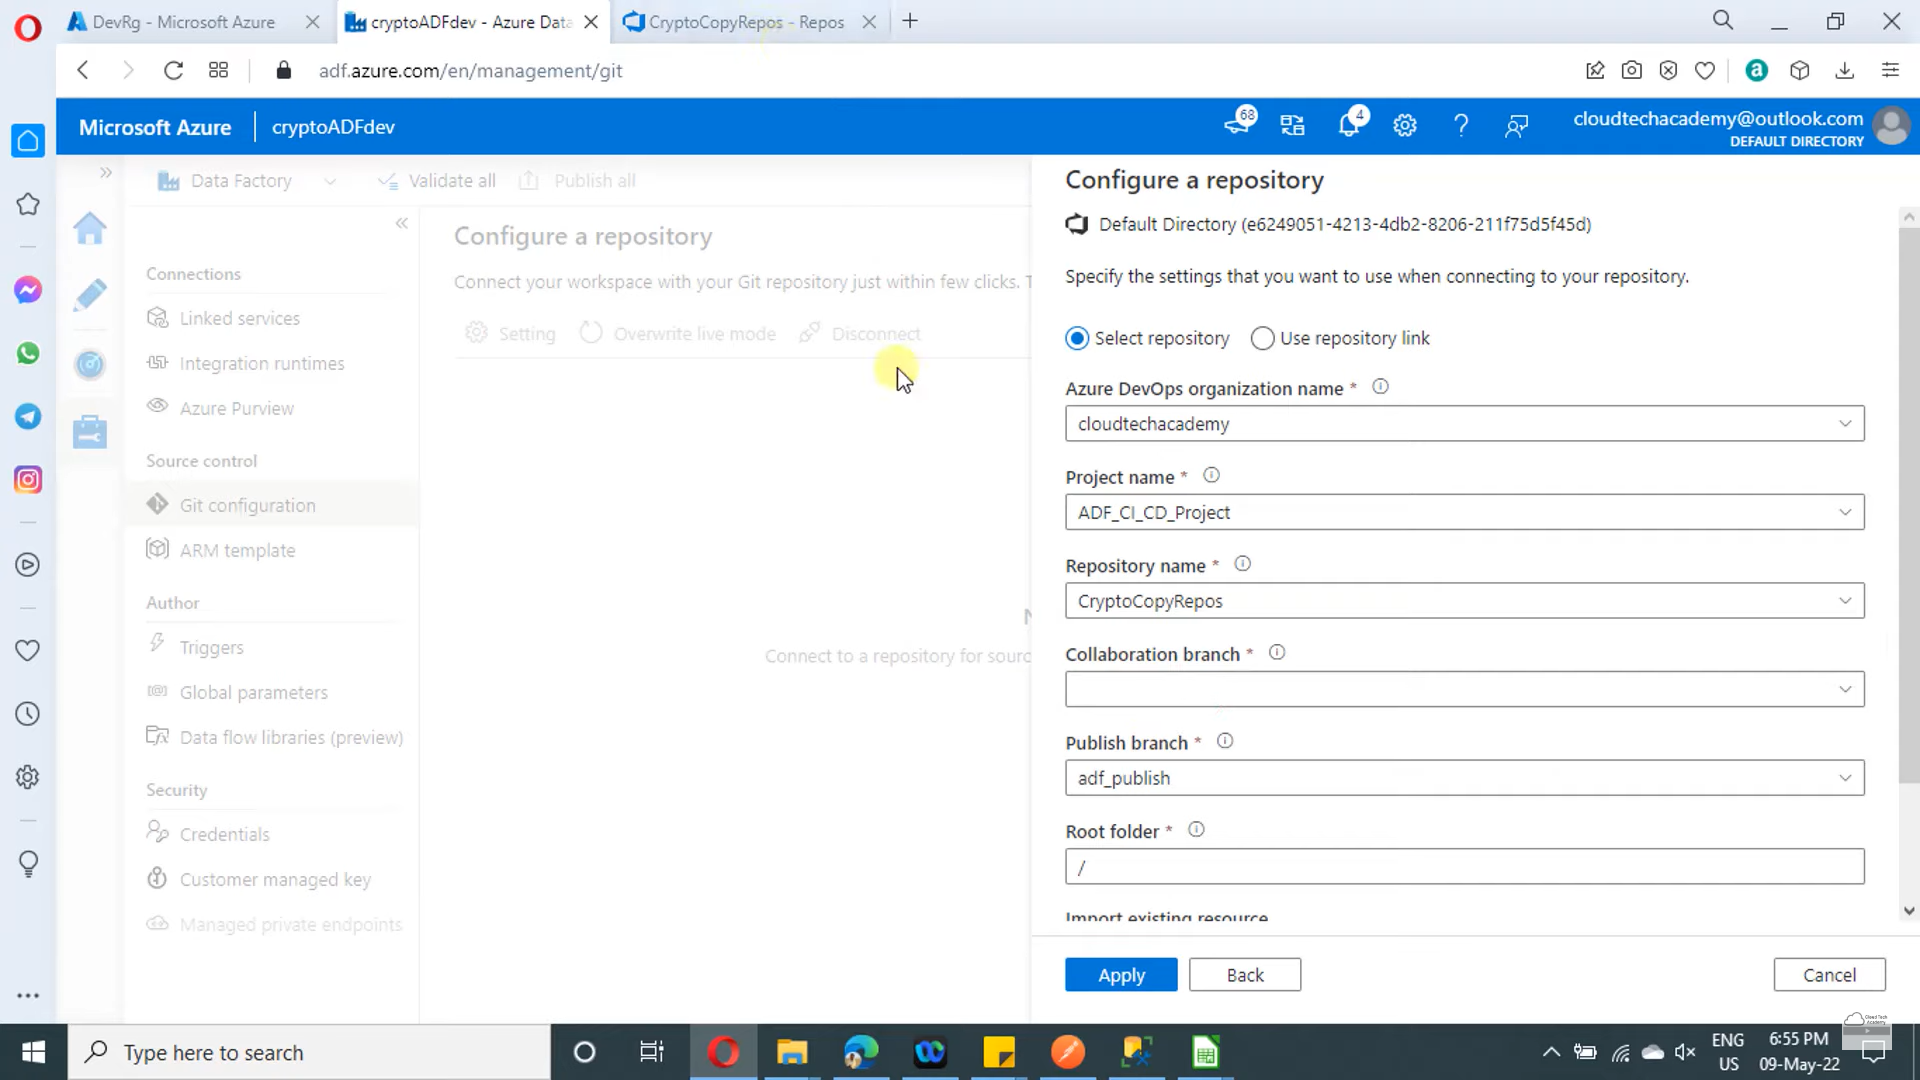 DevRg - Microsoft Azure
cryptoADFdev - Azure Data
CryptoCopyRepos - Repos
adf.azure.com/en/management/git
Microsoft Azure
cryptoADFdev
68
4
cloudtechacademy@outlook.com
DEFAULT DIRECTORY
Data Factory
Validate all
Publish all
Configure a repository
Connect your workspace with your Git repository just within few clicks. T
Setting
Overwrite live mode
Disconnect
Connections
Linked services
Integration runtimes
Azure Purview
Source control
Git configuration
ARM template
Author
Triggers
Global parameters
Data flow libraries (preview)
Security
Credentials
Customer managed key
Managed private endpoints
N
Connect to a repository for sourc
Configure a repository
Default Directory (e6249051-4213-4db2-8206-211f75d5f45d)
Specify the settings that you want to use when connecting to your repository.
Select repository
Use repository link
Azure DevOps organization name *
cloudtechacademy
Project name *
ADF_CI_CD_Project
Repository name *
CryptoCopyRepos
Collaboration branch *
Publish branch *
adf_publish
Root folder *
/
Import existing resource
Apply
Back
Cancel
Type here to search
ENG
US
6:55 PM
09-May-22
Cloud Tech
Academy